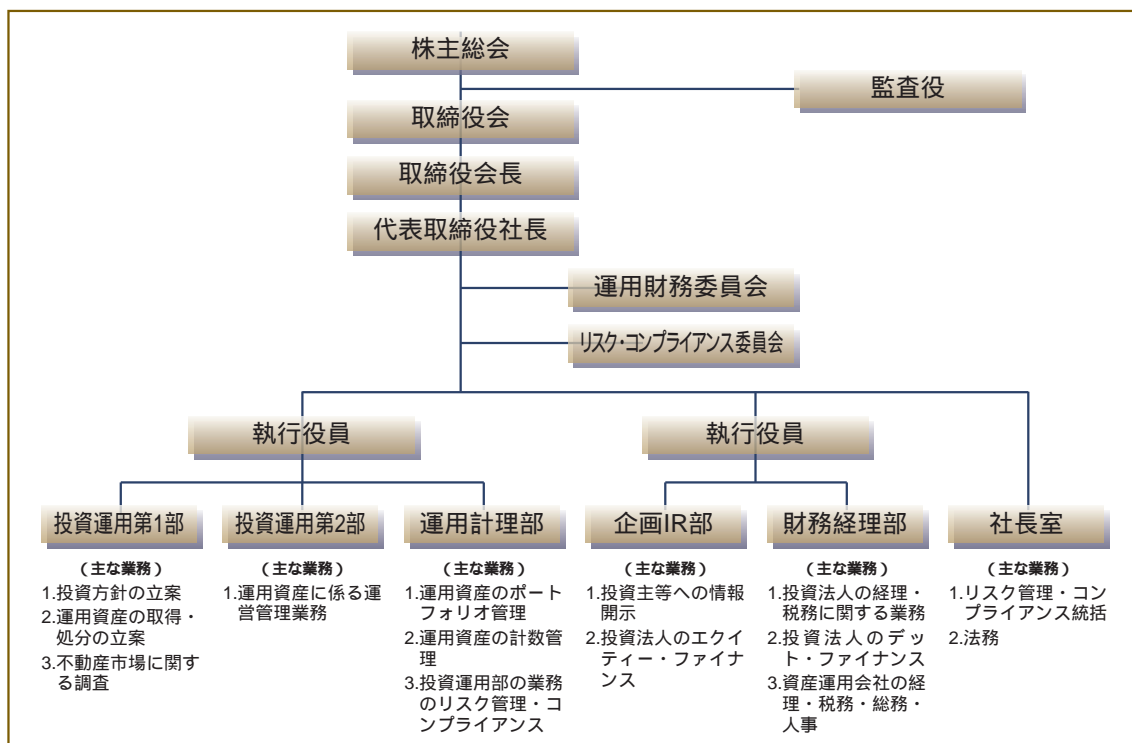 株主総会
監査役
取締役会
取締役会長
代表取締役社長
運用財務委員会
リスク・コンプライアンス委員会
執行役員
執行役員
投資運用第1部
投資運用第2部
運用計理部
企画IR部
財務経理部
社長室
(主な業務)
1.投資方針の立案
2.運用資産の取得・
処分の立案
3.不動産市場に関す
る調査
(主な業務)
1.運用資産に係る運
営管理業務
(主な業務)
1.運用資産のポート
フォリオ管理
2.運用資産の計数管
理
3.投資運用部の業務
のリスク管理・コ
ンプライアンス
(主な業務)
1.投資主等への情報
開示
2.投資法人のエクイ
ティー・ファイナ
ンス
(主な業務)
1.投資法人の経理・
税務に関する業務
2.投資法人のデッ
ト・ファイナンス
3.資産運用会社の経
理・税務・総務・
人事
(主な業務)
1.リスク管理・コン
プライアンス統括
2.法務